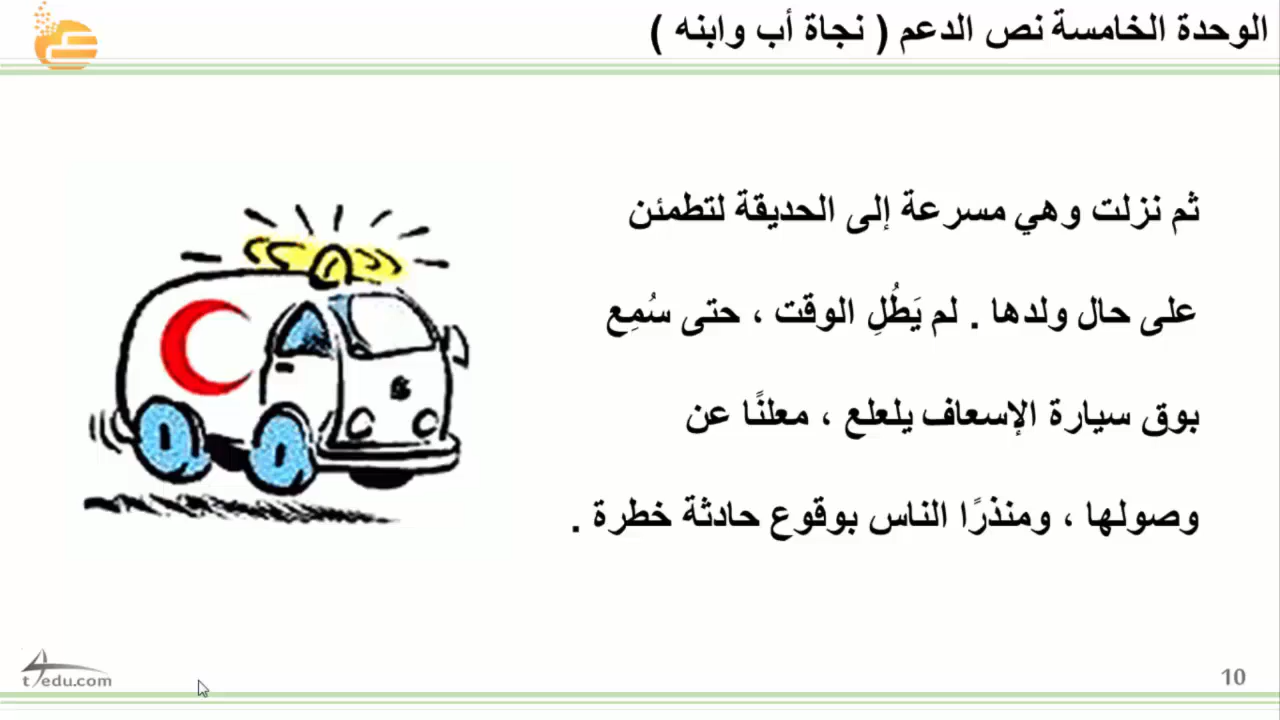 الوحدة الخامسة نص الدعم ( نجاة أب وابنه )
ثم نزلت وهي مسرعة إلى الحديقة لتطمئن
على حال ولدها . لم يَطُلِ الوقت ، حتى سُمِع
بوق سيارة الإسعاف يلعلع ، معلنًا عن
وصولها ، ومنذرًا الناس بوقوع حادثة خطرة .
t4edu.com
10